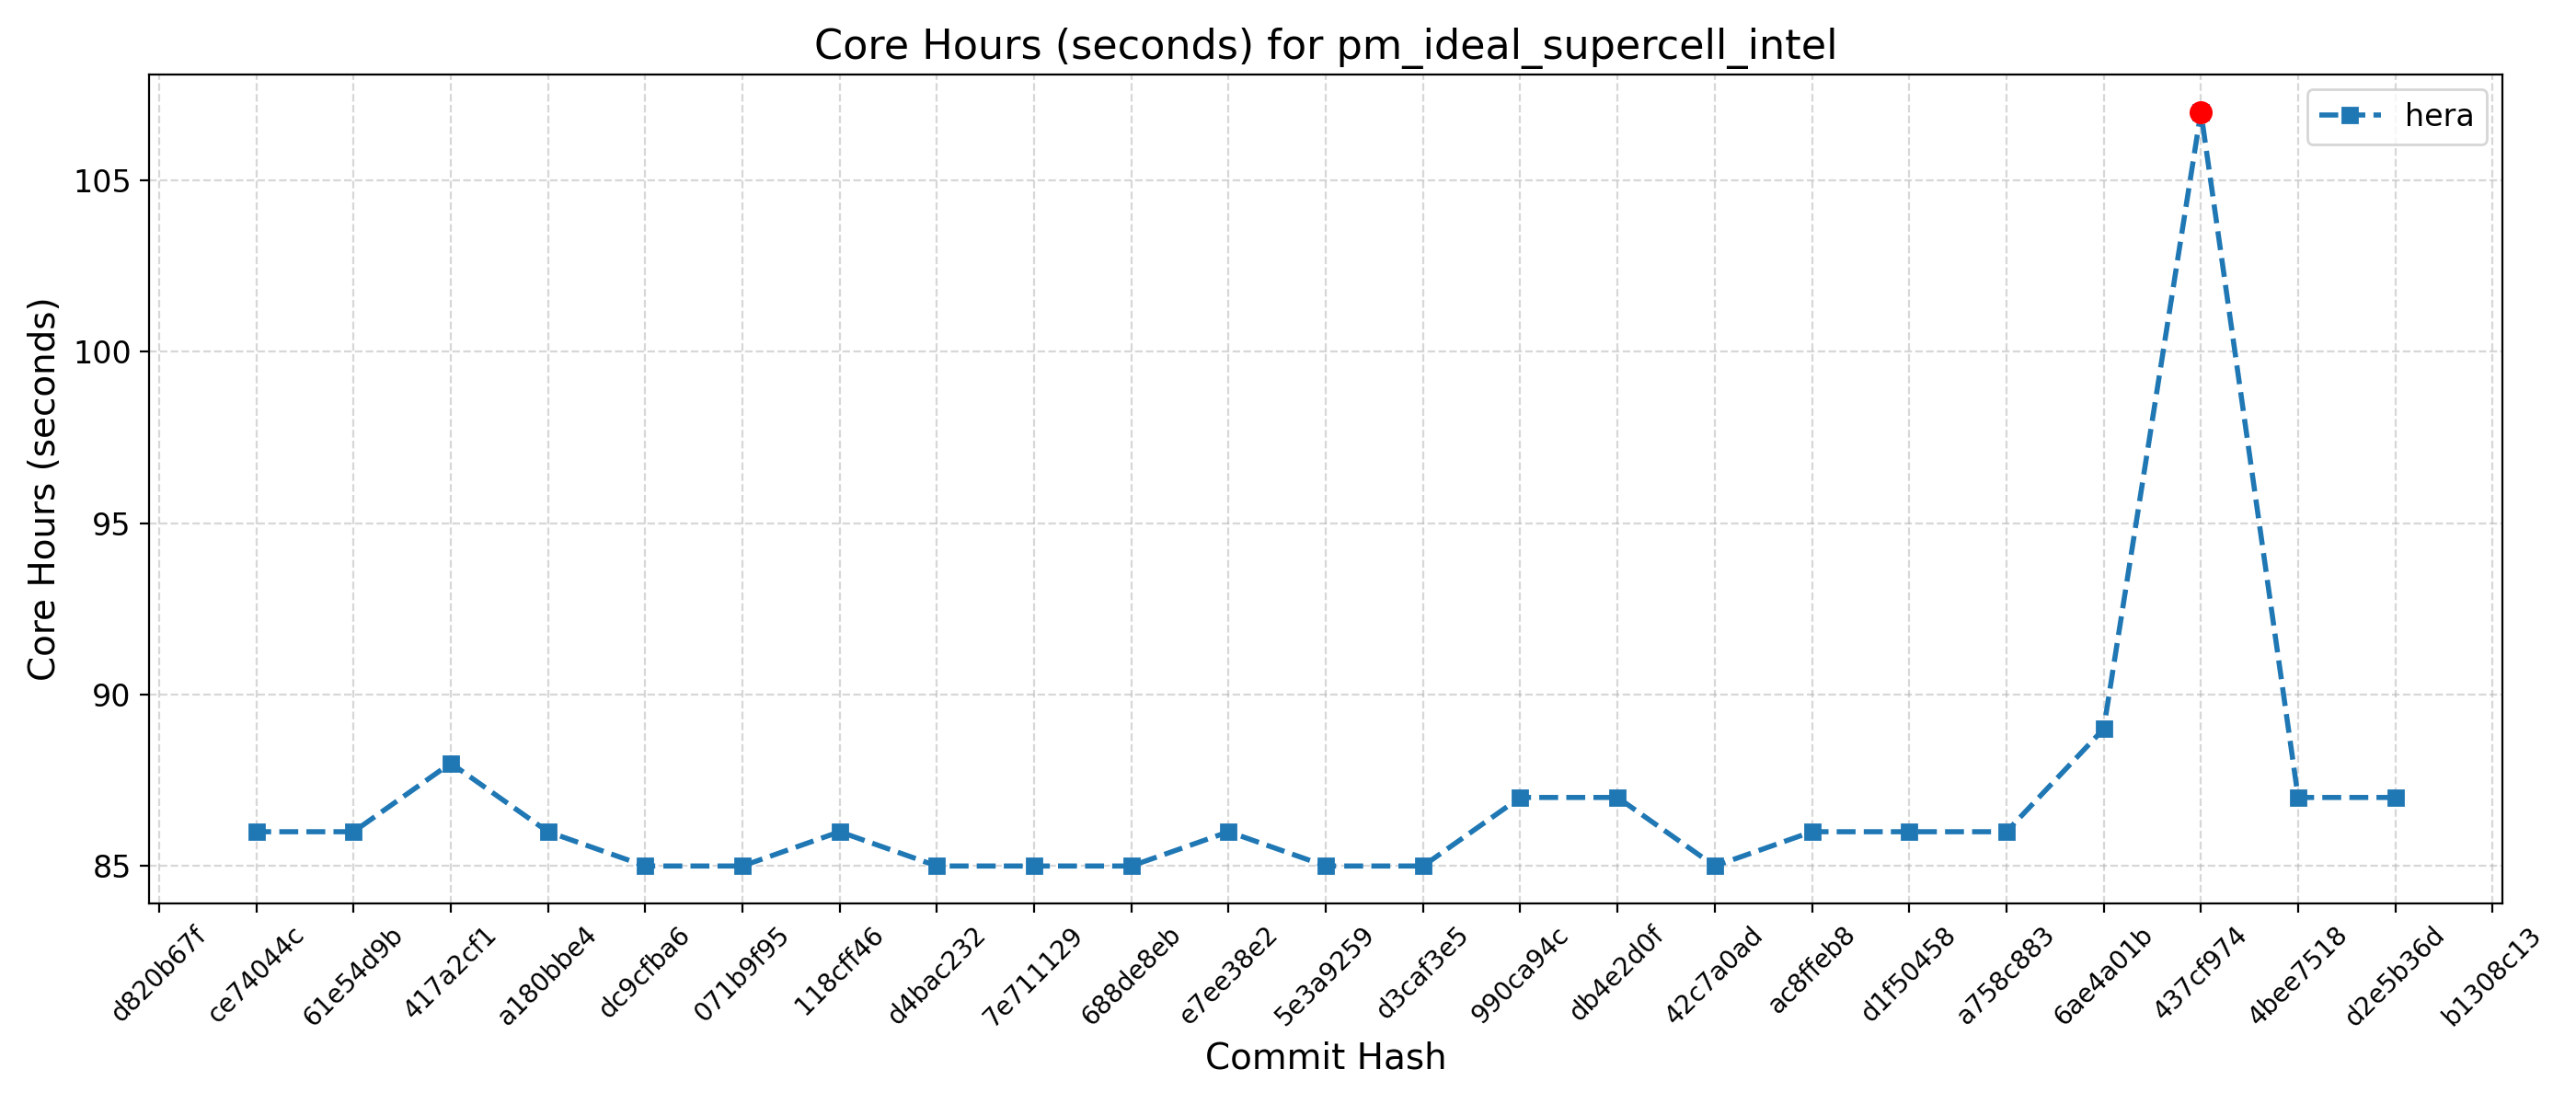 Core Hours (seconds) for pm_ideal_supercell_intel
hera
Core Hours (seconds)
105
100
95
90
85
d820b67f
ce74044c
61e54d9b
417a2cf1
a180bbe4
dc9cfba6
071b9f95
118cff46
d4bac232
7e711129
688de8eb
e7ee38e2
5e3a9259
d3caf3e5
990ca94c
db4e2d0f
42c7a0ad
ac8ffeb8
d1f50458
a758c883
6ae4a01b
437cf974
4bee7518
d2e5b36d
b1308c13
Commit Hash